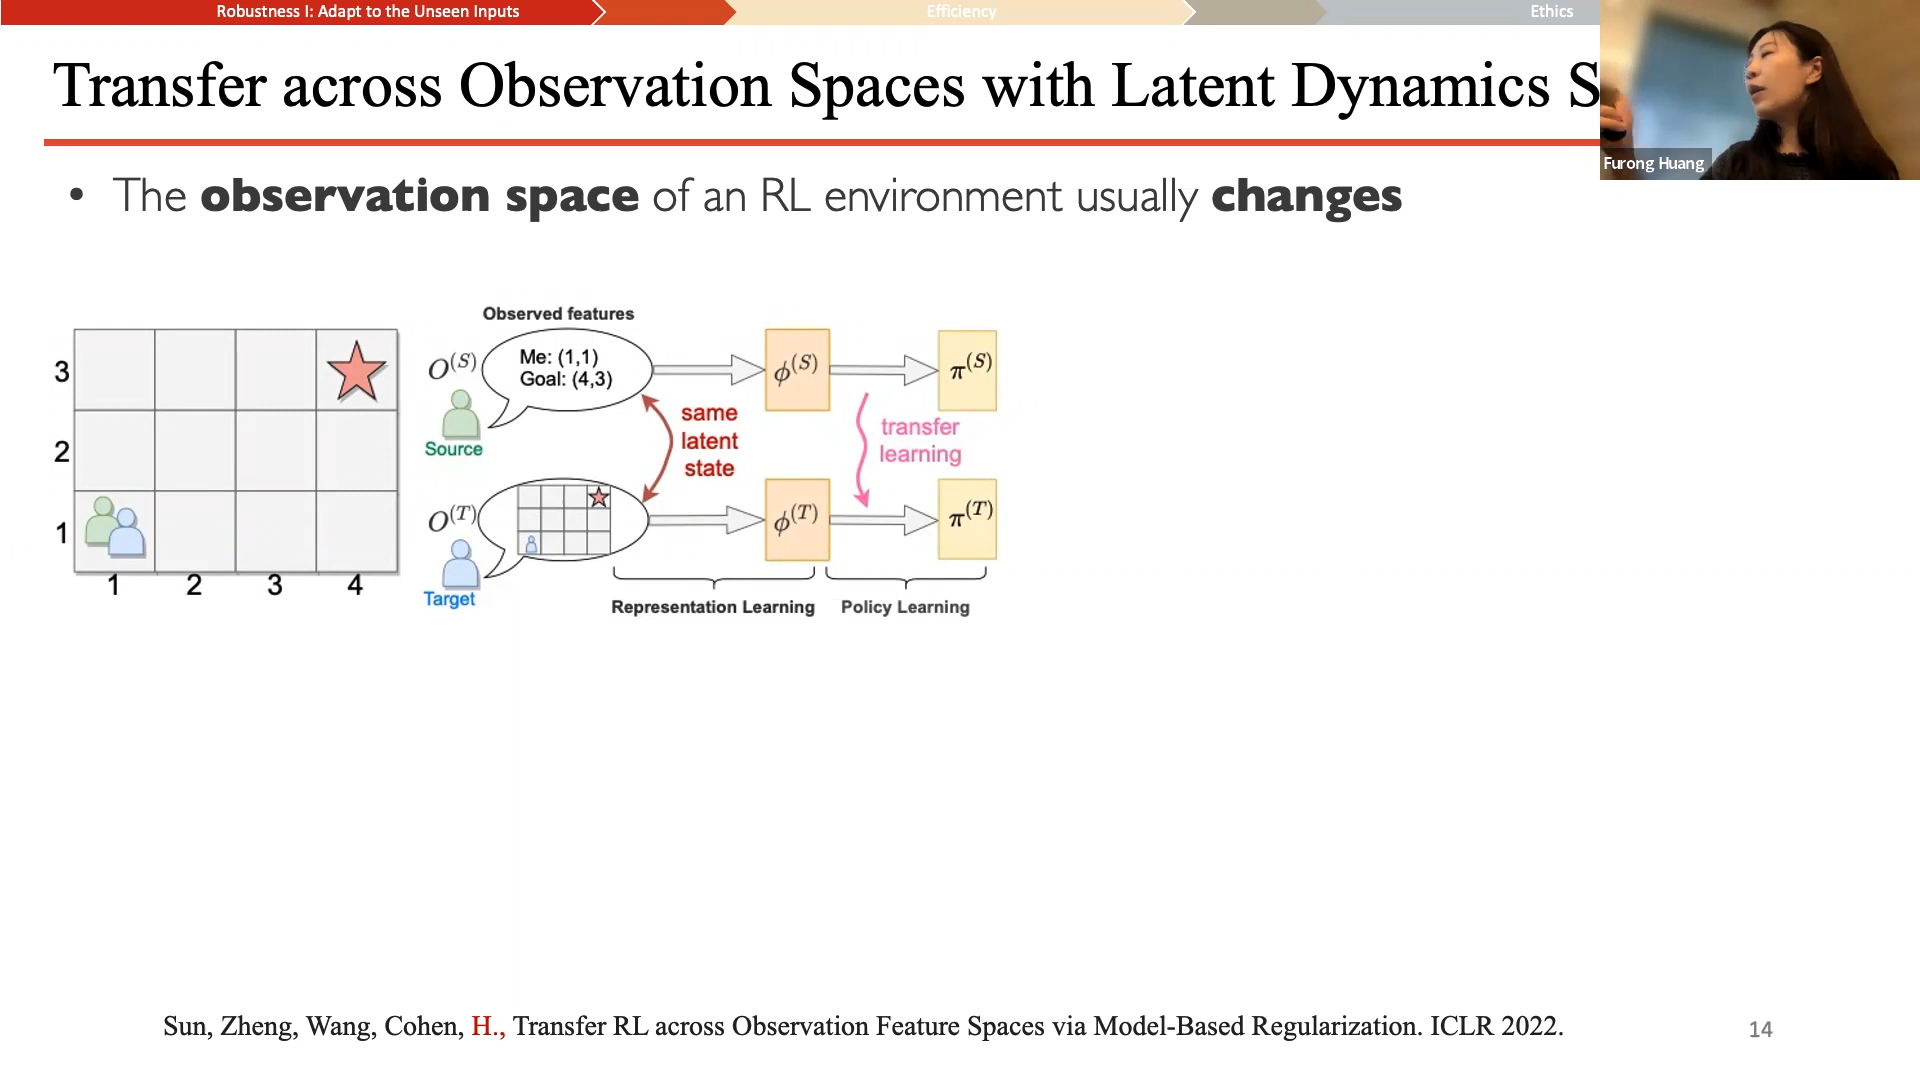 Robustness I: Adapt to the Unseen Inputs
Efficiency
Ethics
Transfer across Observation Spaces with Latent Dynamics S
Furong Huang
• The observation space of an RL environment usually changes
3
2
1
1 2 3 4
Observed features
O(S)
Me: (1,1)
Goal: (4,3)
ϕ(S)
π(S)
Source
same
latent
state
transfer
learning
O(T)
ϕ(T)
π(T)
Target
Representation Learning
Policy Learning
Sun, Zheng, Wang, Cohen, H., Transfer RL across Observation Feature Spaces via Model-Based Regularization. ICLR 2022.
14